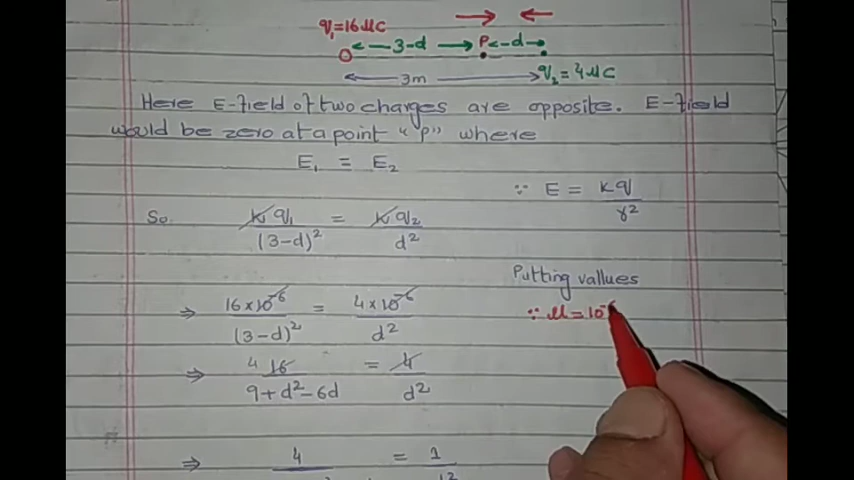 q₁=16μC
3-d P d
3m q₂=4μC
Here E-field of two charges are opposite. E-field
would be zero at a point "P" where
E₁ = E₂
∵ E = kq/r²
So. kq₁/(3-d)² = kq₂/d²
Putting vallues
16×10⁻⁶/(3-d)² = 4×10⁻⁶/d²
∵ μ = 10⁻⁶
⇒ 4 16/9+d²-6d = 4/d²
⇒ 4 = 1